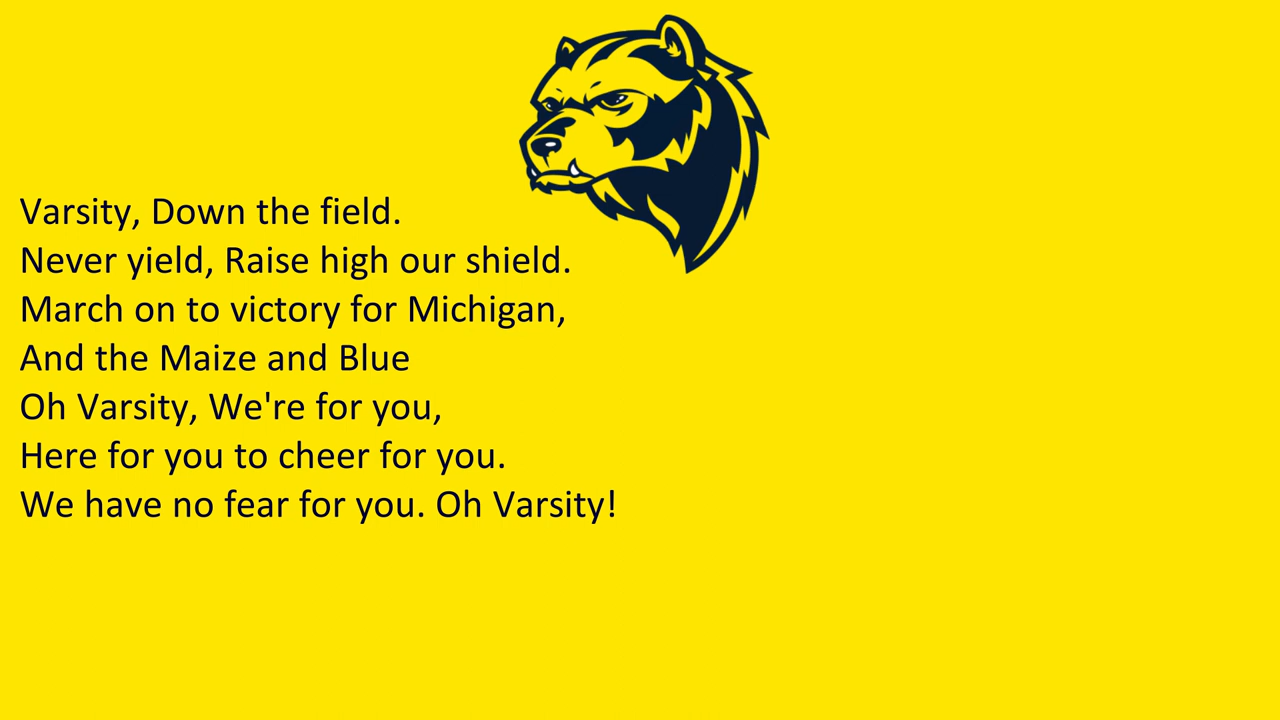 Varsity, Down the field.
Never yield, Raise high our shield.
March on to victory for Michigan,
And the Maize and Blue
Oh Varsity, We're for you,
Here for you to cheer for you.
We have no fear for you. Oh Varsity!